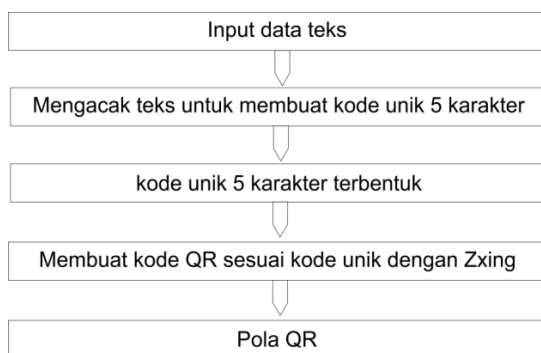 Input data teks
Mengacak teks untuk membuat kode unik 5 karakter
kode unik 5 karakter terbentuk
Membuat kode QR sesuai kode unik dengan Zxing
Pola QR